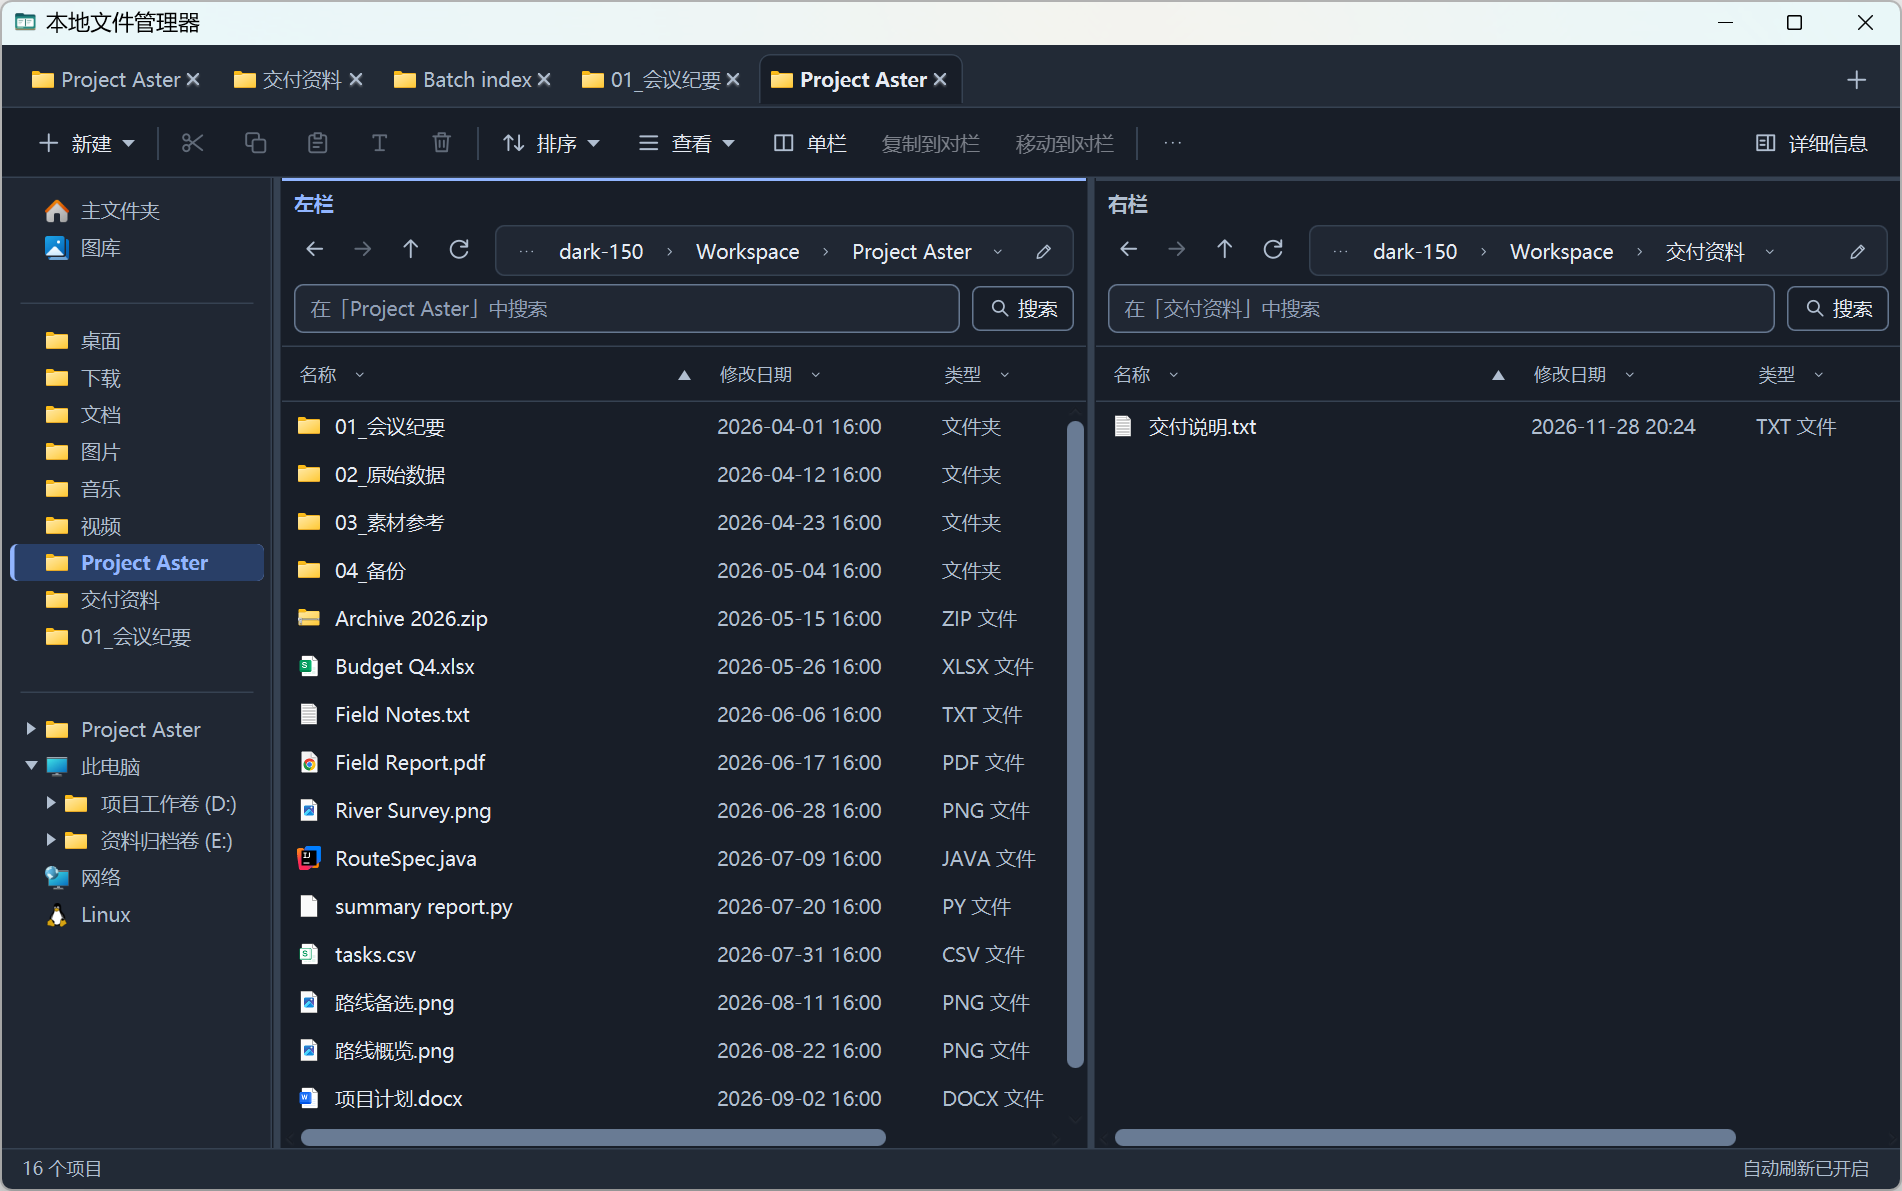 本地文件管理器
Project Aster
交付资料
Batch index
01_会议纪要
Project Aster
新建
排序
查看
单栏
复制到对栏
移动到对栏
···
详细信息
主文件夹
图库
桌面
下载
文档
图片
音乐
视频
Project Aster
交付资料
01_会议纪要
Project Aster
此电脑
项目工作卷 (D:)
资料归档卷 (E:)
网络
Linux
左栏
··· dark-150 › Workspace › Project Aster
在「Project Aster」中搜索
搜索
名称 修改日期 类型
01_会议纪要 2026-04-01 16:00 文件夹
02_原始数据 2026-04-12 16:00 文件夹
03_素材参考 2026-04-23 16:00 文件夹
04_备份 2026-05-04 16:00 文件夹
Archive 2026.zip 2026-05-15 16:00 ZIP 文件
Budget Q4.xlsx 2026-05-26 16:00 XLSX 文件
Field Notes.txt 2026-06-06 16:00 TXT 文件
Field Report.pdf 2026-06-17 16:00 PDF 文件
River Survey.png 2026-06-28 16:00 PNG 文件
RouteSpec.java 2026-07-09 16:00 JAVA 文件
summary report.py 2026-07-20 16:00 PY 文件
tasks.csv 2026-07-31 16:00 CSV 文件
路线备选.png 2026-08-11 16:00 PNG 文件
路线概览.png 2026-08-22 16:00 PNG 文件
项目计划.docx 2026-09-02 16:00 DOCX 文件
右栏
··· dark-150 › Workspace › 交付资料
在「交付资料」中搜索
搜索
名称 修改日期 类型
交付说明.txt 2026-11-28 20:24 TXT 文件
16 个项目
自动刷新已开启